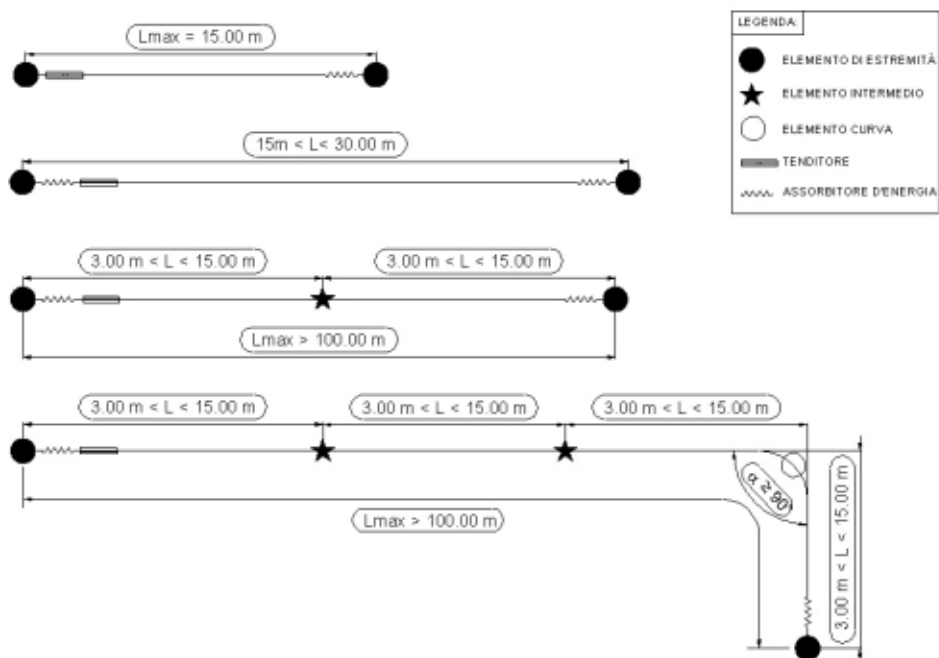 Lmax = 15.00 m
15m < L< 30.00 m
3.00 m < L < 15.00 m
3.00 m < L < 15.00 m
Lmax > 100.00 m
3.00 m < L < 15.00 m
3.00 m < L < 15.00 m
3.00 m < L < 15.00 m
α ≥ 90°
3.00 m < L < 15.00 m
Lmax > 100.00 m
LEGENDA:
ELEMENTO DI ESTREMITÀ
ELEMENTO INTERMEDIO
ELEMENTO CURVA
TENDITORE
ASSORBITORE D'ENERGIA